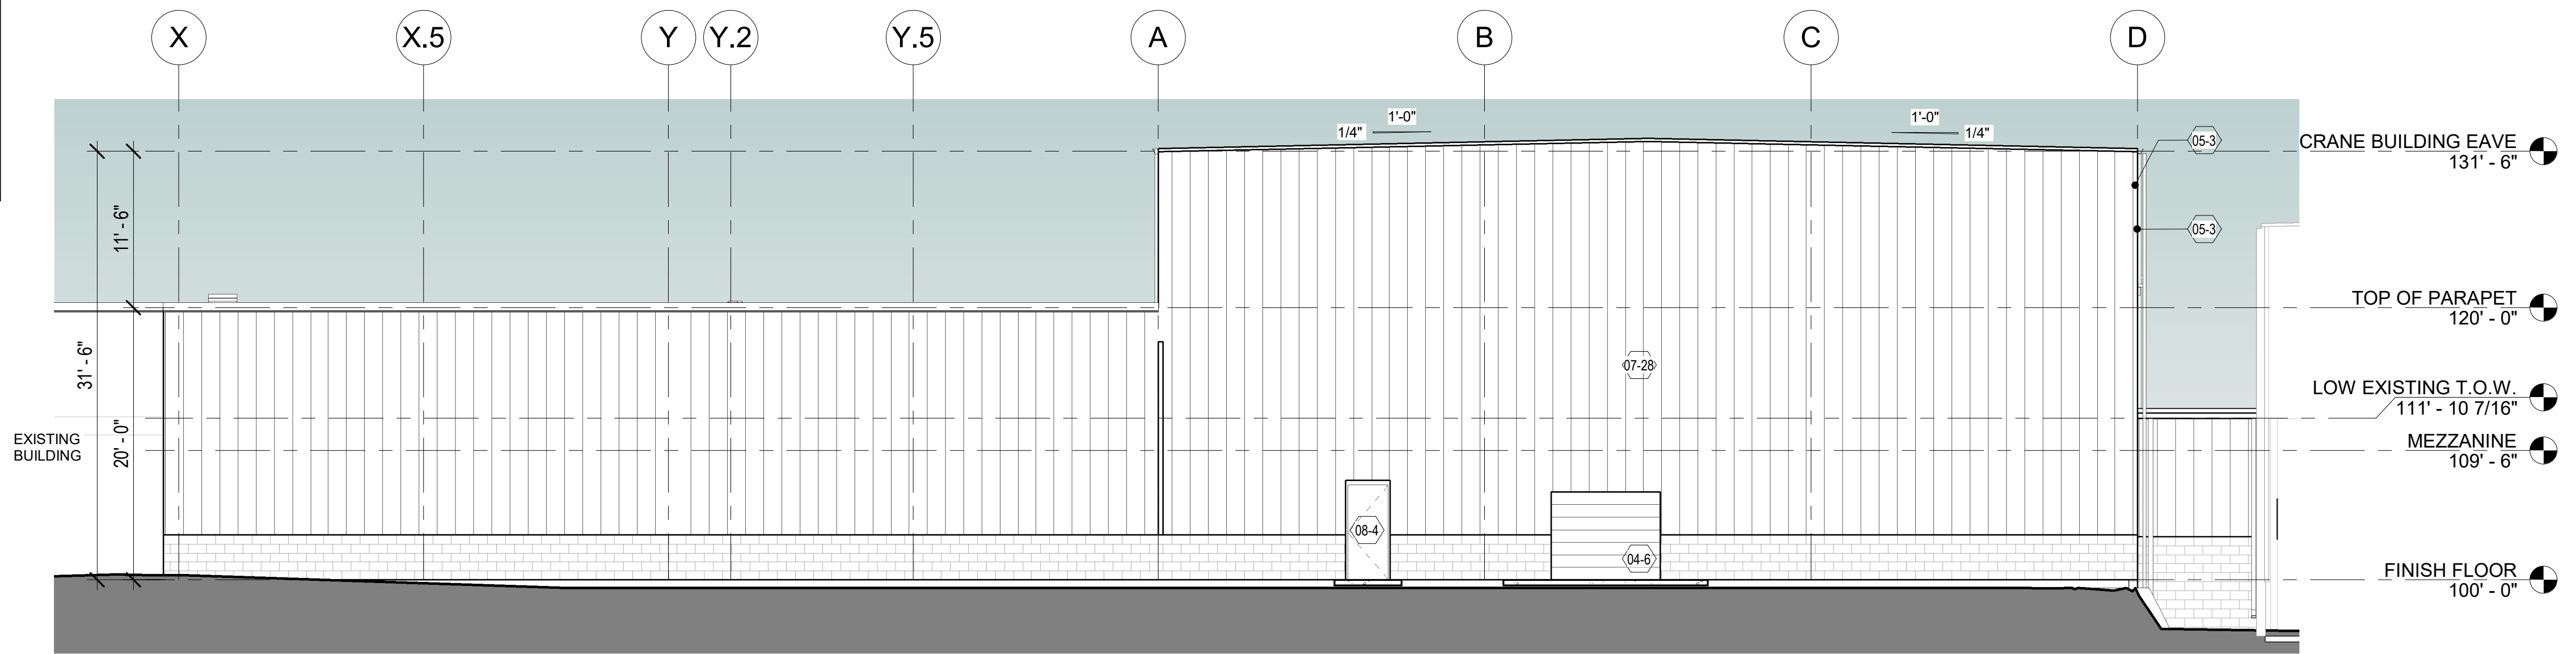 X
X.5
Y
Y.2
Y.5
A
B
C
D
1/4"
1'-0"
1'-0"
1/4"
05-3
CRANE BUILDING EAVE
131' - 6"
11' - 6"
05-3
TOP OF PARAPET
120' - 0"
31' - 6"
07-28
LOW EXISTING T.O.W.
111' - 10 7/16"
EXISTING
BUILDING
20' - 0"
MEZZANINE
109' - 6"
08-4
04-6
FINISH FLOOR
100' - 0"